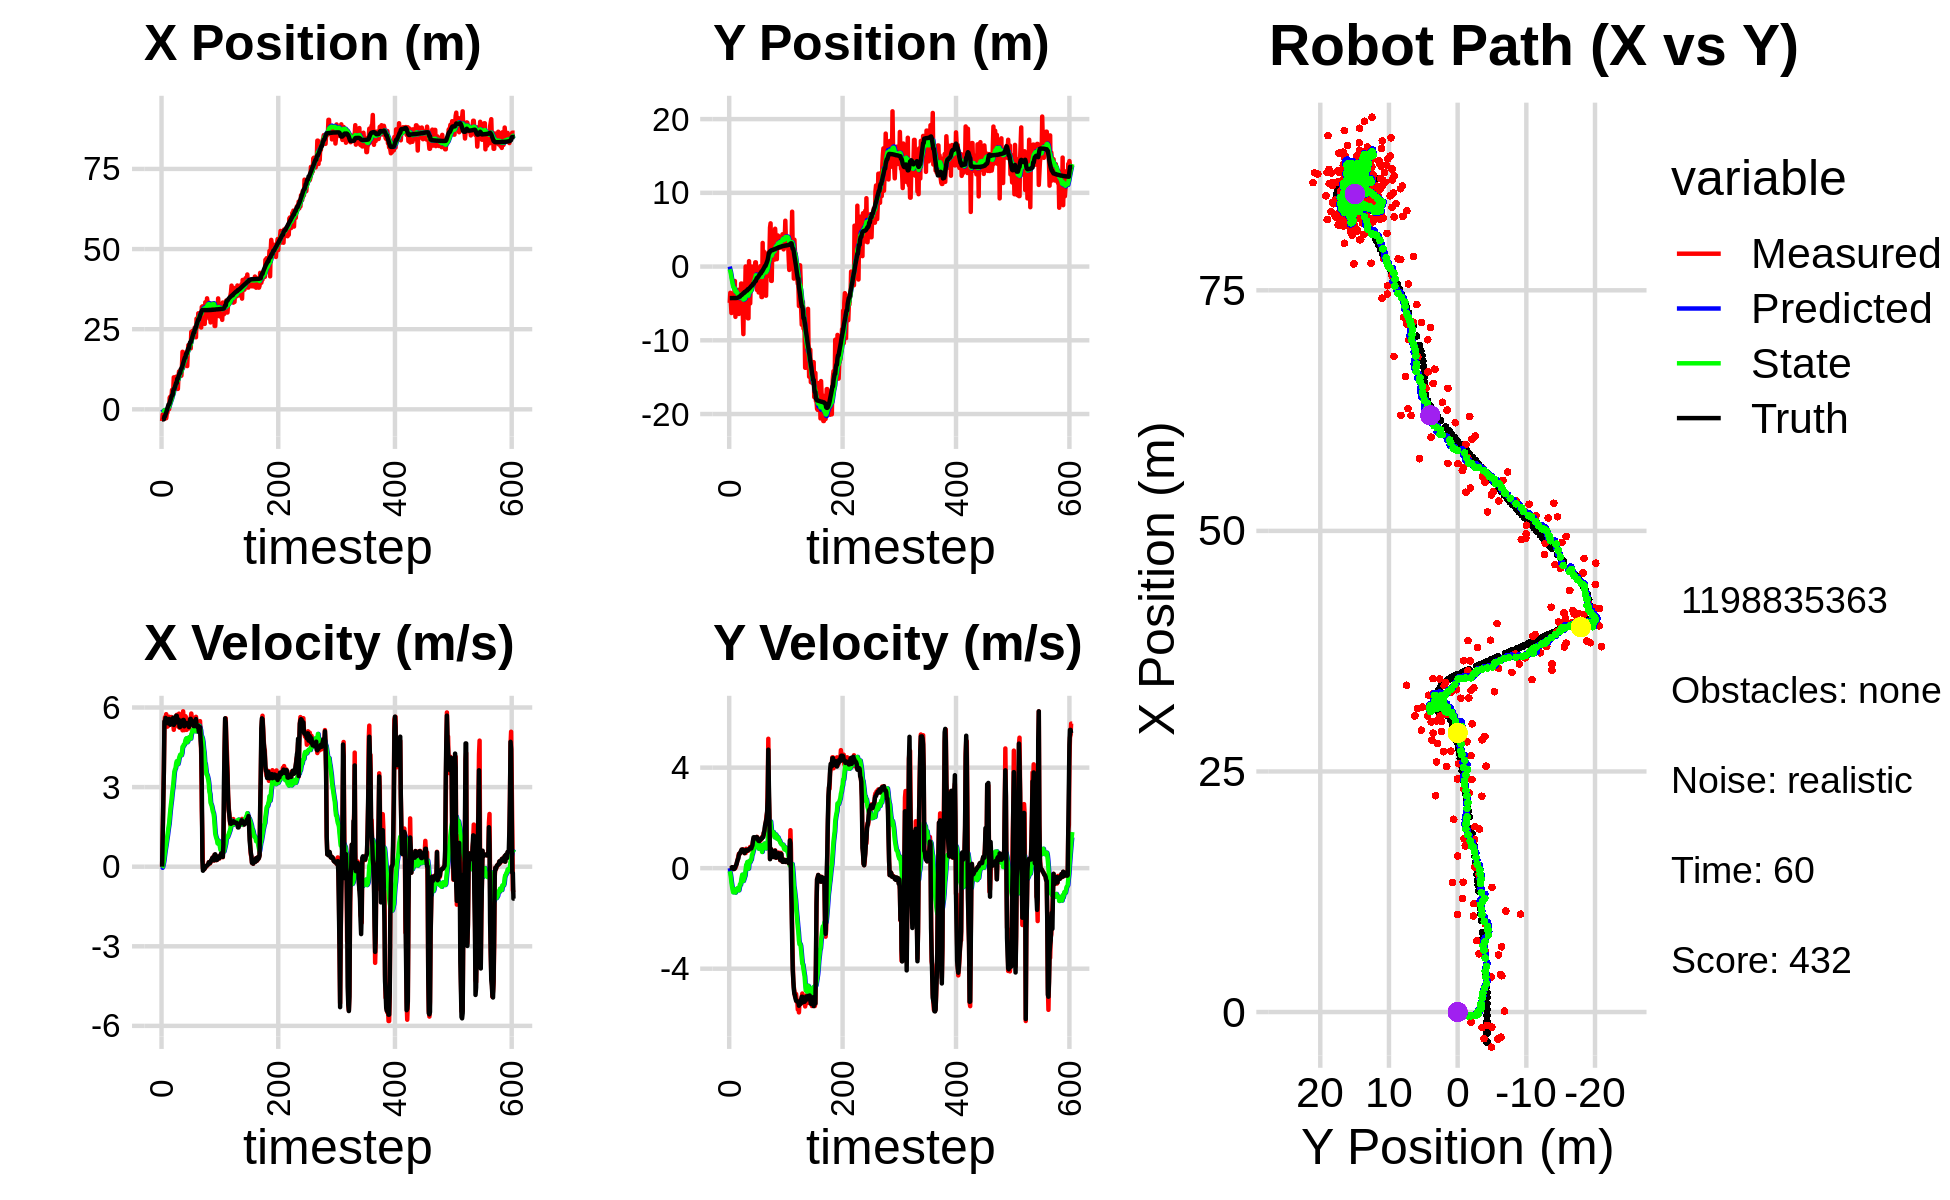 X Position (m)
75
50
25
0
0
200
400
600
timestep
Y Position (m)
20
10
0
-10
-20
0
200
400
600
timestep
X Velocity (m/s)
6
3
0
-3
-6
0
200
400
600
timestep
Y Velocity (m/s)
4
0
-4
0
200
400
600
timestep
Robot Path (X vs Y)
X Position (m)
75
50
25
0
20 10 0 -10 -20
Y Position (m)
variable
Measured
Predicted
State
Truth
1198835363
Obstacles: none
Noise: realistic
Time: 60
Score: 432